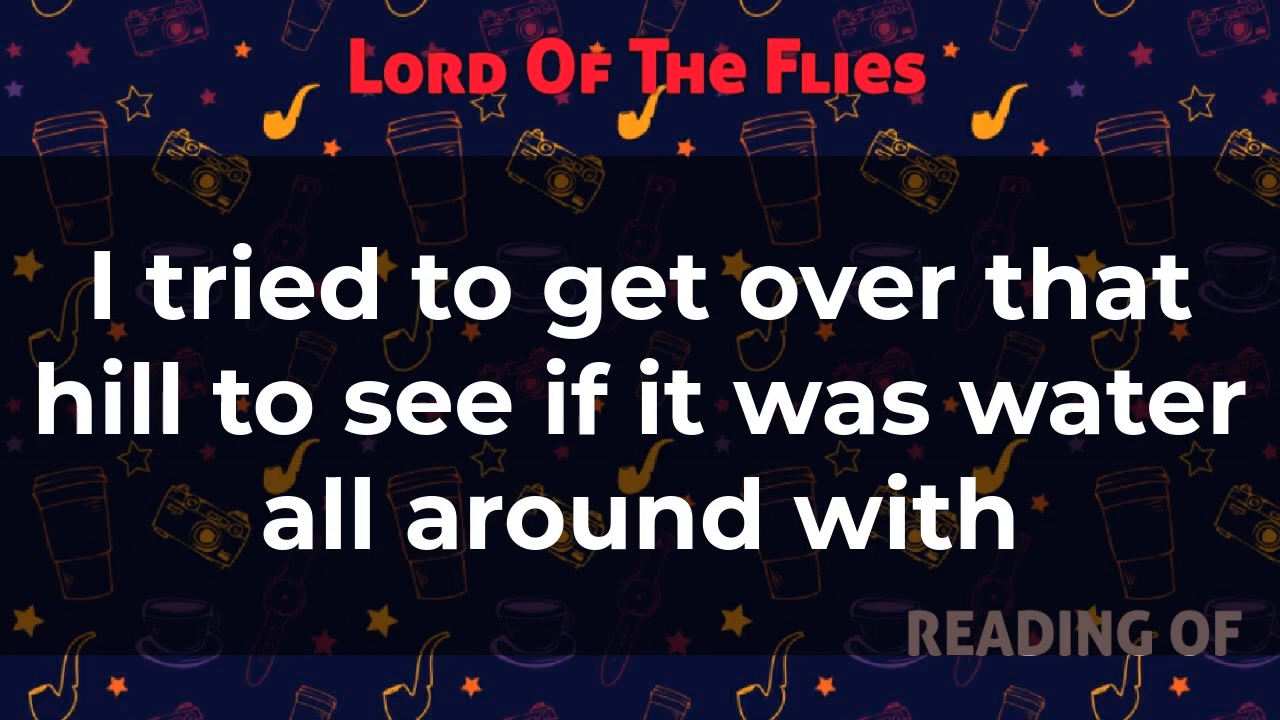 Lord Of The Flies
I tried to get over that
hill to see if it was water
all around with
READING OF